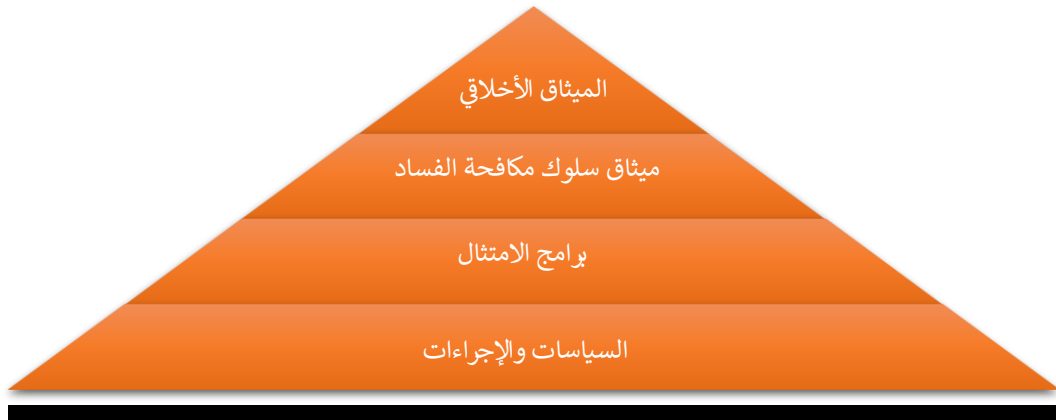 الميثاق الأخلاقي
ميثاق سلوك مكافحة الفساد
برامج الامتثال
السياسات والإجراءات